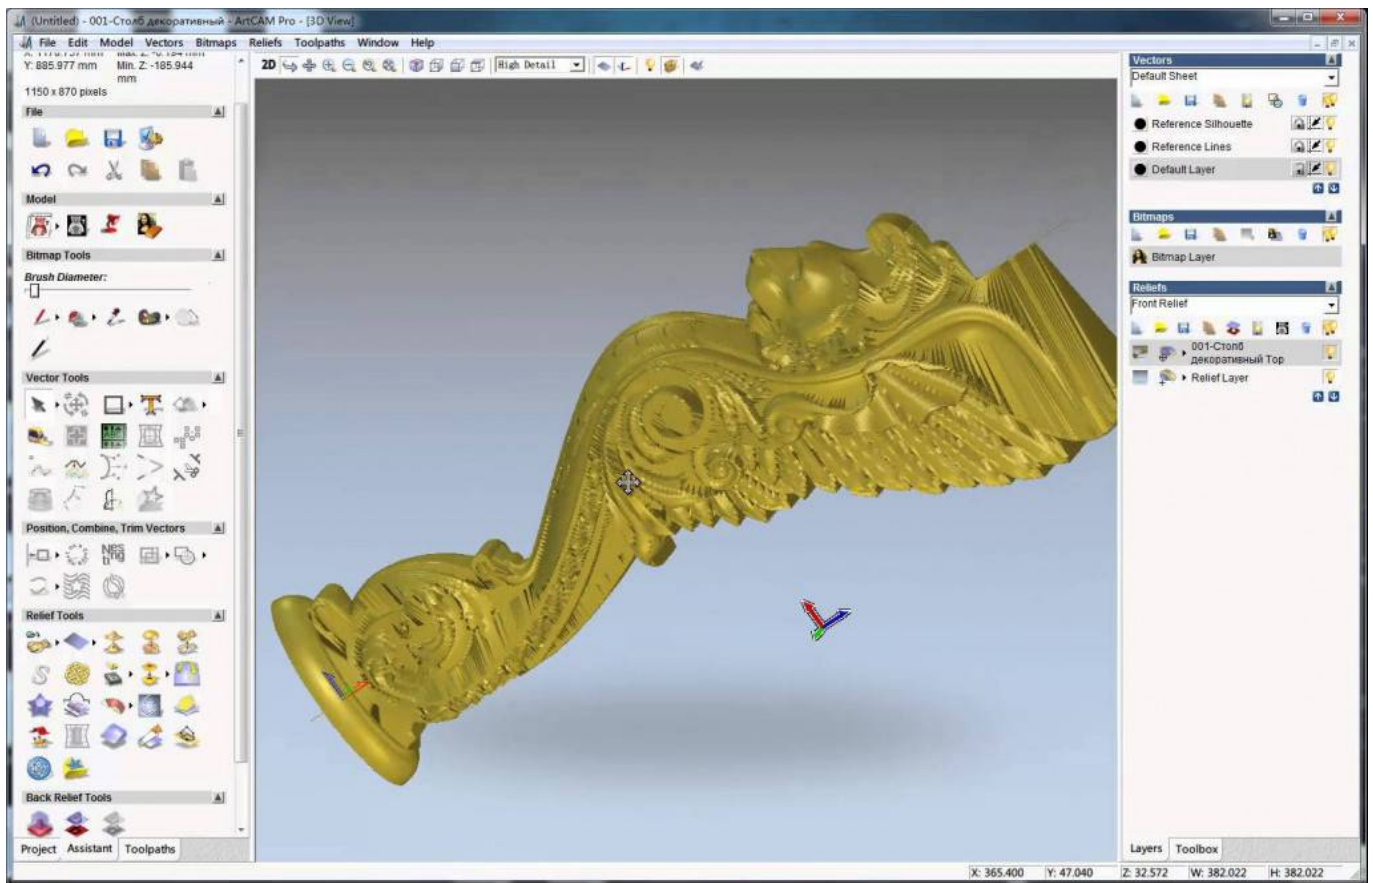 (Untitled) - 001-Столб декоративный - ArtCAM Pro - [3D View]
File Edit Model Vectors Bitmaps Reliefs Toolpaths Window Help
Y: 885.977 mm Min. Z: -185.944
mm
1150 x 870 pixels
File
Model
Bitmap Tools
Brush Diameter:
Vector Tools
Position, Combine, Trim Vectors
Relief Tools
Back Relief Tools
Project Assistant Toolpaths
2D High Detail
Vectors
Default Sheet
Reference Silhouette
Reference Lines
Default Layer
Bitmaps
Bitmap Layer
Reliefs
Front Relief
001-Столб
декоративный Top
Relief Layer
Layers Toolbox
X: 365.400 Y: 47.040 Z: 32.572 W: 382.022 H: 382.022